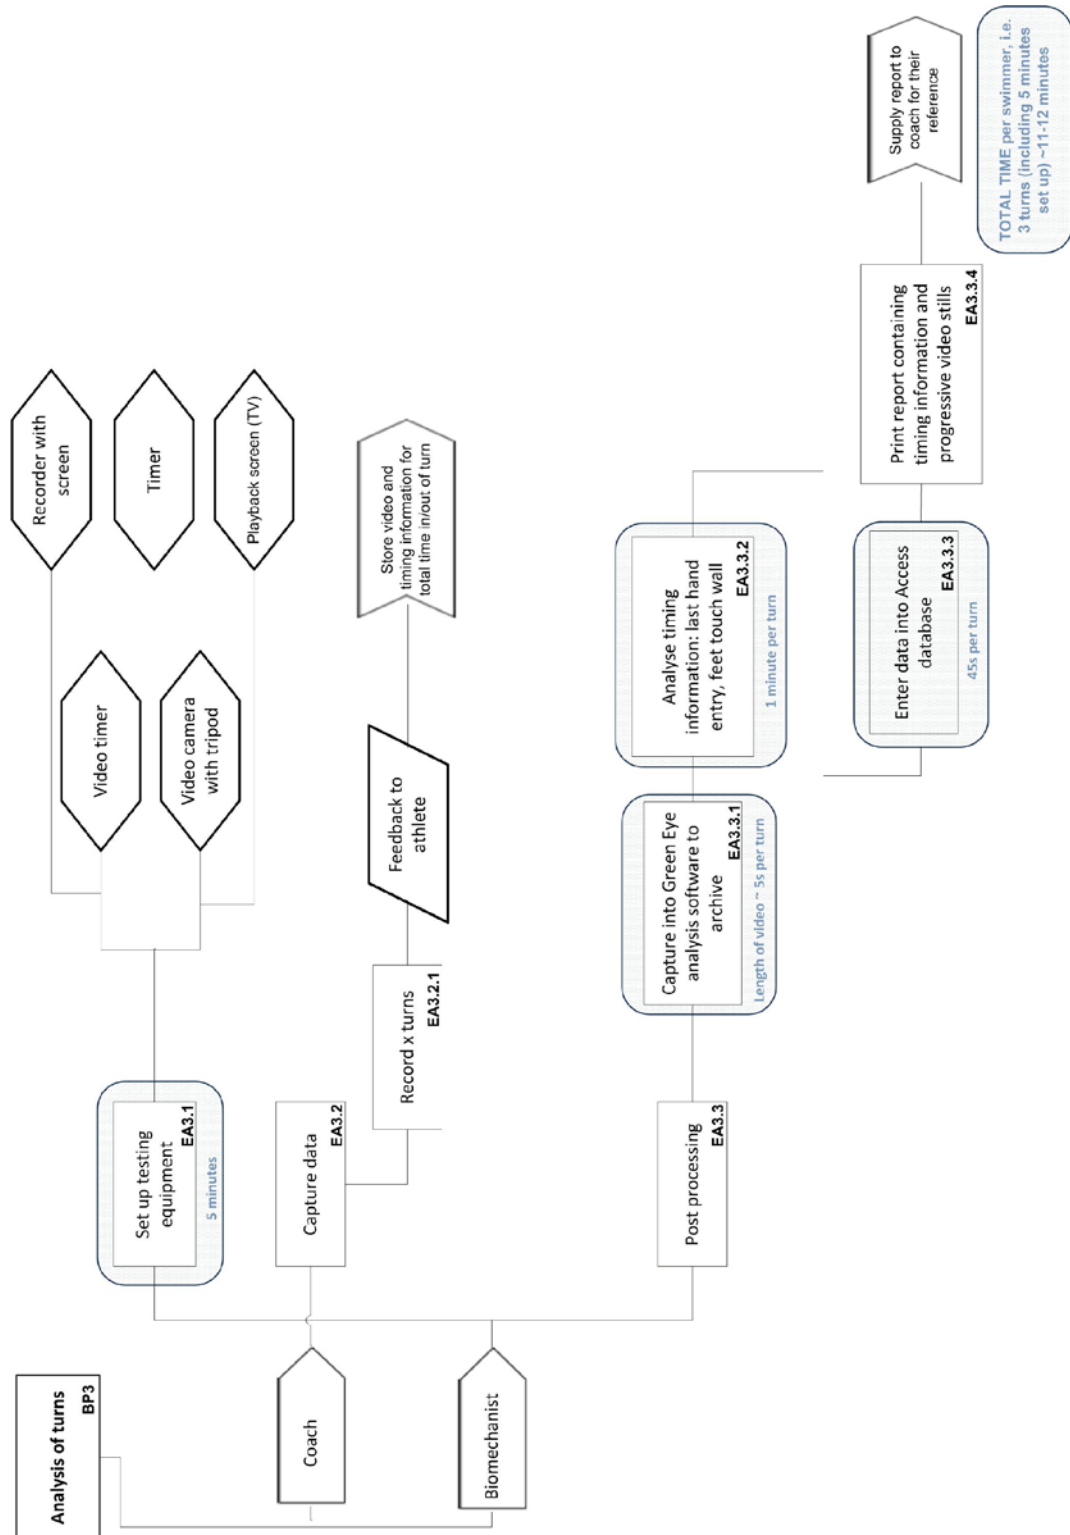 Analysis of turns
BP3
Coach
Biomechanist
Set up testing
equipment
EA3.1
5 minutes
Video timer
Video camera
with tripod
Recorder with
screen
Timer
Playback screen (TV)
Capture data
EA3.2
Record x turns
EA3.2.1
Feedback to
athlete
Store video and
timing information for
total time in/out of turn
Post processing
EA3.3
Capture into Green Eye
analysis software to
archive
EA3.3.1
Length of video ~ 5s per turn
Analyse timing
information: last hand
entry, feet touch wall
EA3.3.2
1 minute per turn
Enter data into Access
database
EA3.3.3
45s per turn
Print report containing
timing information and
progressive video stills
EA3.3.4
Supply report to
coach for their
reference
TOTAL TIME per swimmer, i.e.
3 turns (including 5 minutes
set up) ~11-12 minutes